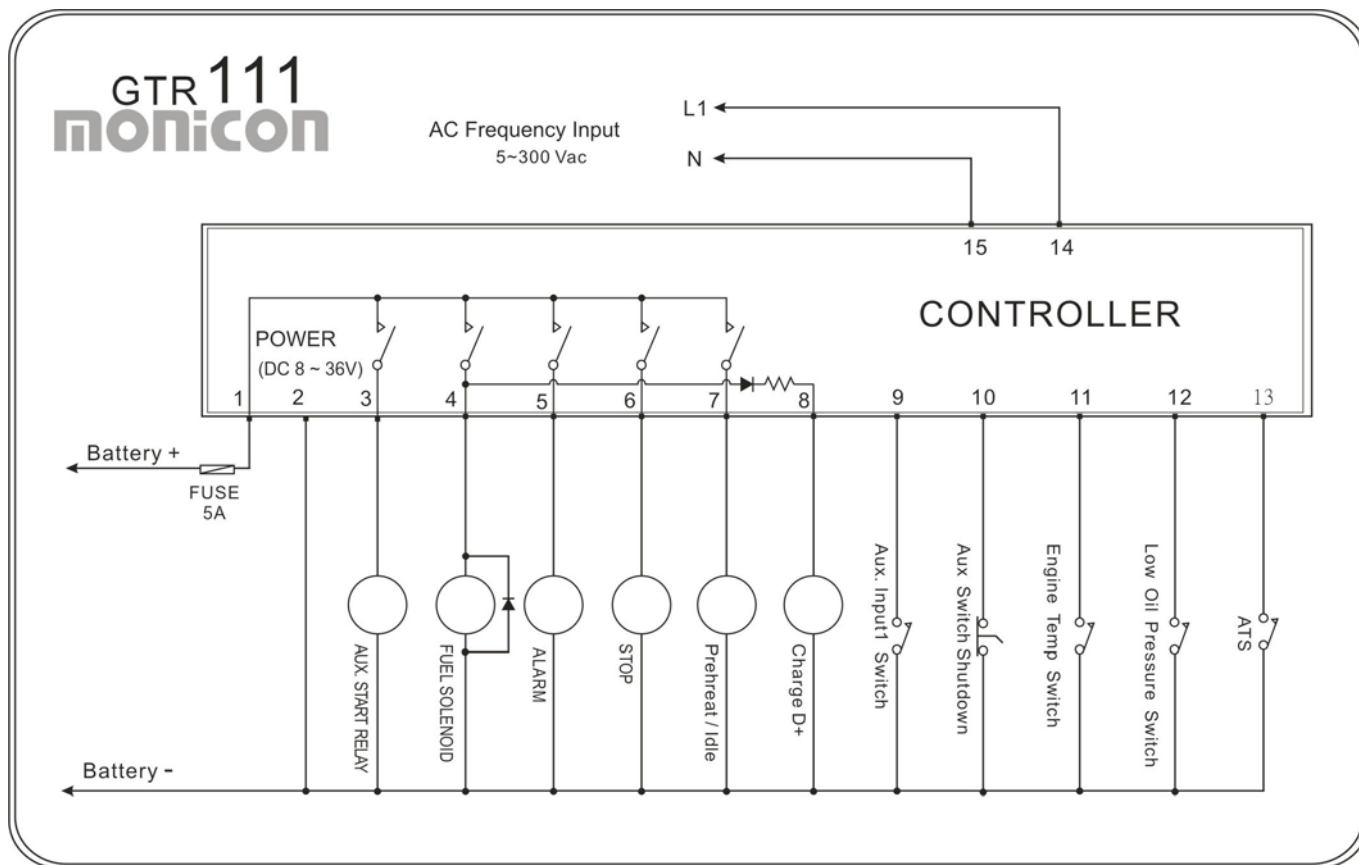 GTR 111
monicon
AC Frequency Input
5~300 Vac
L1
N
15
14
CONTROLLER
POWER
(DC 8 ~ 36V)
1
2
3
4
5
6
7
8
9
10
11
12
13
Battery +
FUSE
5A
AUX. START RELAY
FUEL SOLENOID
ALARM
STOP
Prehreat / Idle
Charge D+
Aux. Input1 Switch
Aux Switch Shutdown
Engine Temp Switch
Low Oil Pressure Switch
ATS
Battery -